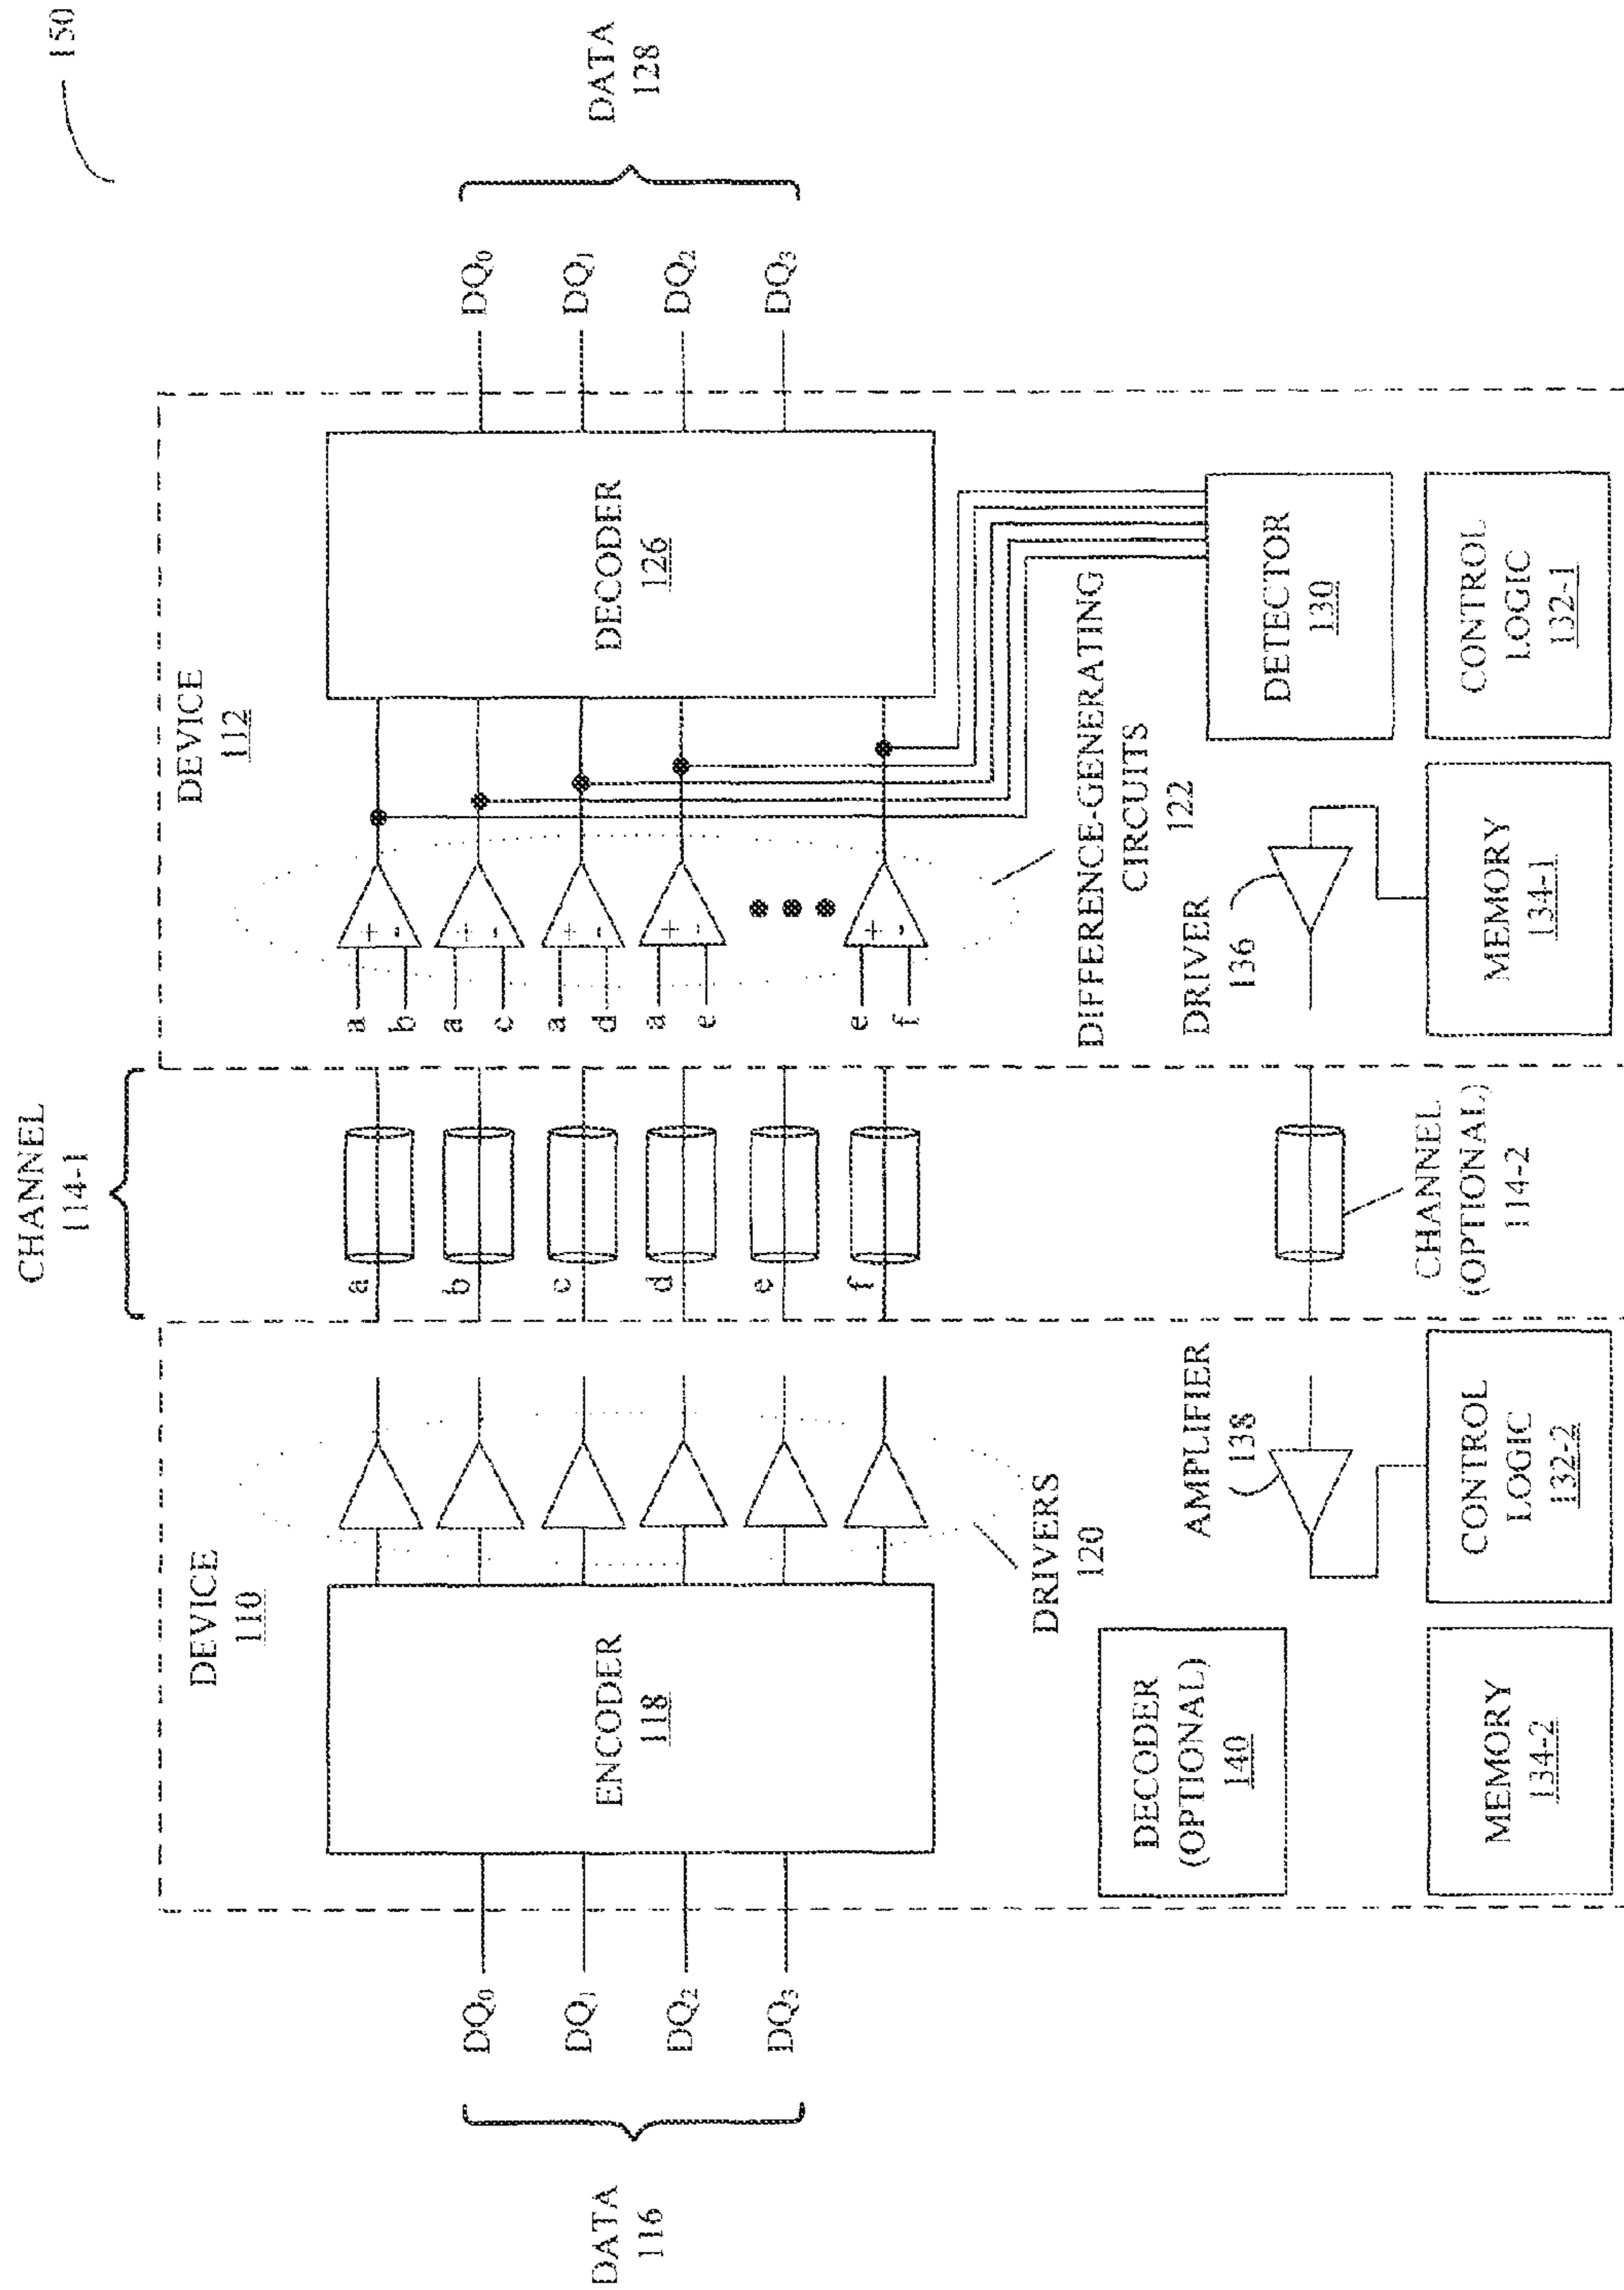 150
CHANNEL
114-1
DEVICE
110
DEVICE
112
DATA
116
DQ0
DQ1
DQ2
DQ3
ENCODER
118
DRIVERS
120
a
b
c
d
e
f
a
b
a
c
a
d
a
e
e
f
+
-
+
-
+
-
+
-
+
-
DECODER
126
DQ0
DQ1
DQ2
DQ3
DATA
128
DIFFERENCE-GENERATING
CIRCUITS
122
DECODER
(OPTIONAL)
140
AMPLIFIER
138
CHANNEL
(OPTIONAL)
114-2
DRIVER
136
DETECTOR
130
MEMORY
134-2
CONTROL
LOGIC
132-2
MEMORY
134-1
CONTROL
LOGIC
132-1